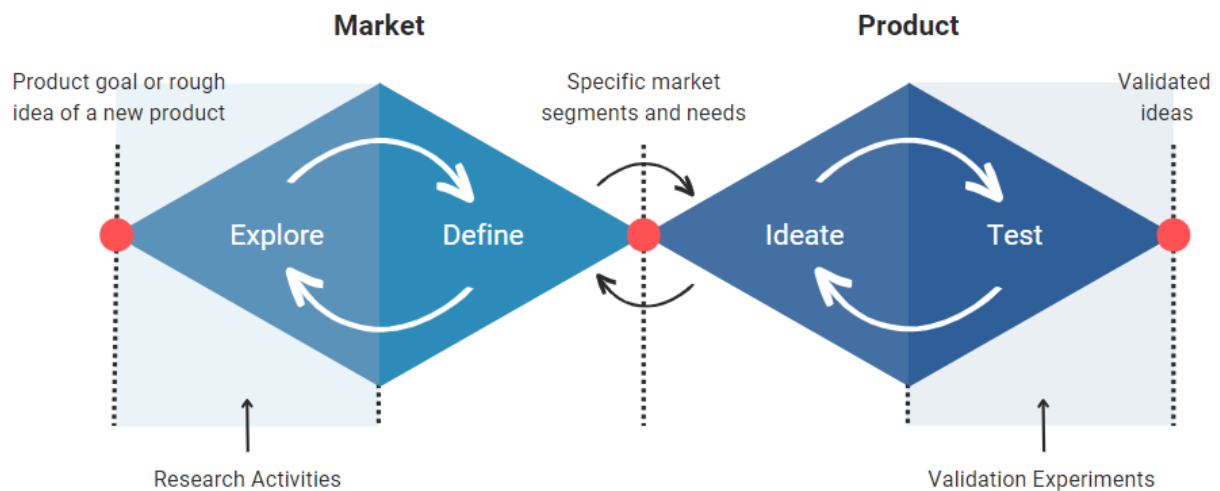 Market
Product
Product goal or rough
idea of a new product
Specific market
segments and needs
Validated
ideas
Explore
Define
Ideate
Test
Research Activities
Validation Experiments